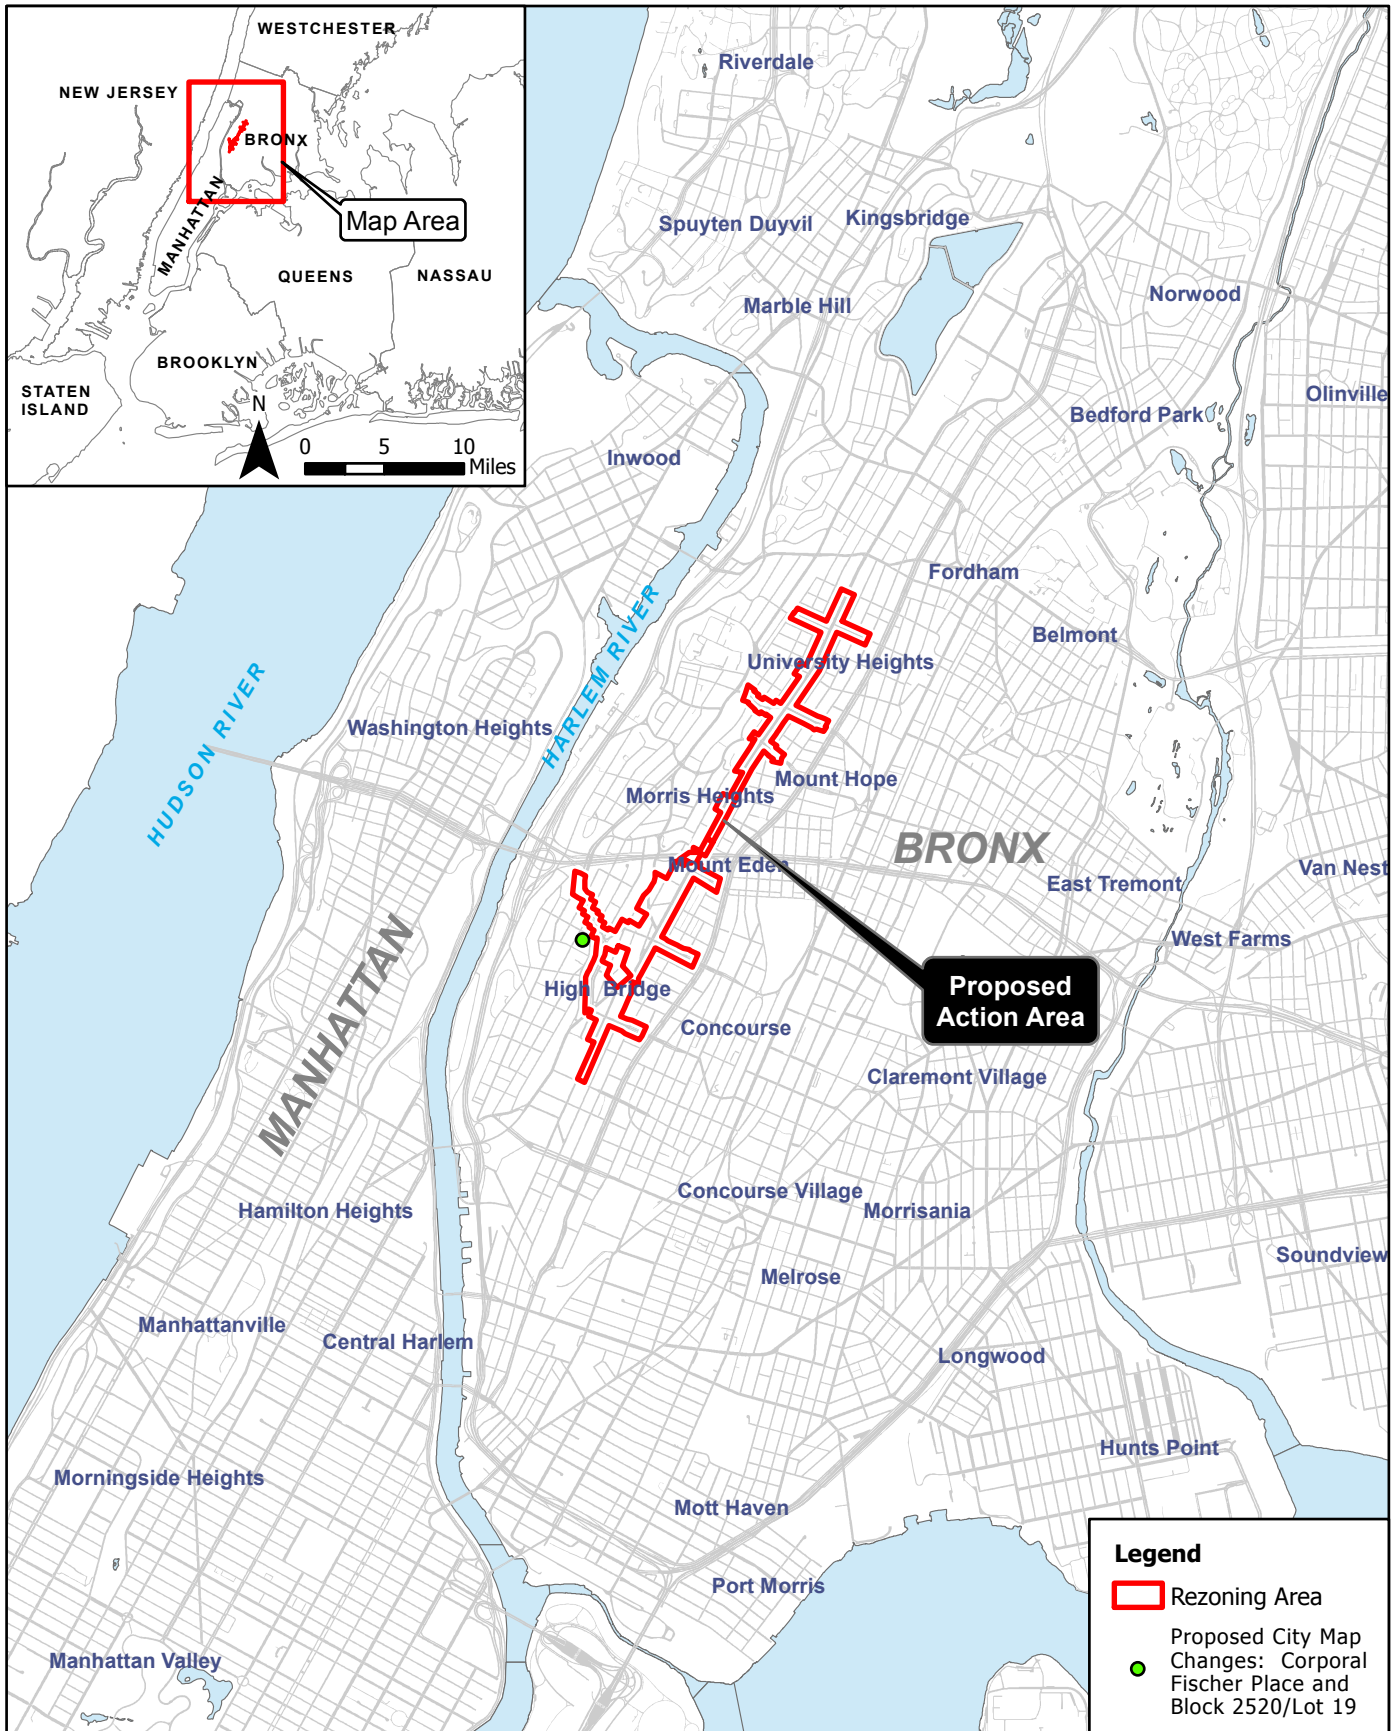 WESTCHESTER
NEW JERSEY
BRONX
MANHATTAN
Map Area
QUEENS
NASSAU
BROOKLYN
STATEN
ISLAND
N
0 5 10
Miles
Riverdale
Spuyten Duyvil
Kingsbridge
Marble Hill
Norwood
Olinville
Bedford Park
Inwood
Fordham
Belmont
University Heights
HARLEM RIVER
HUDSON RIVER
Washington Heights
Mount Hope
Morris Heights
BRONX
Mount Eden
Van Nest
East Tremont
West Farms
MANHATTAN
High Bridge
Proposed
Action Area
Concourse
Claremont Village
Concourse Village
Morrisania
Hamilton Heights
Soundview
Melrose
Manhattanville
Central Harlem
Longwood
Hunts Point
Morningside Heights
Mott Haven
Port Morris
Manhattan Valley
Legend
Rezoning Area
Proposed City Map
Changes: Corporal
Fischer Place and
Block 2520/Lot 19